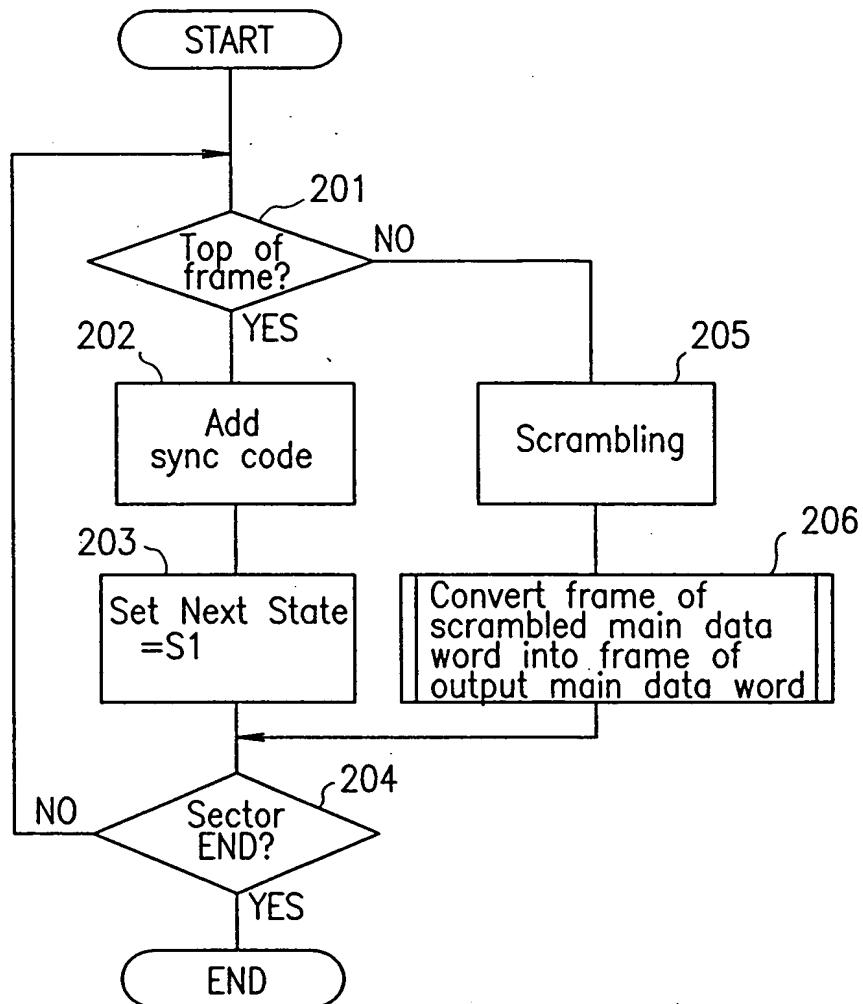 START
201
Top of
frame?
NO
YES
202
Add
sync code
205
Scrambling
203
Set Next State
=S1
206
Convert frame of
scrambled main data
word into frame of
output main data word
204
Sector
END?
NO
YES
END